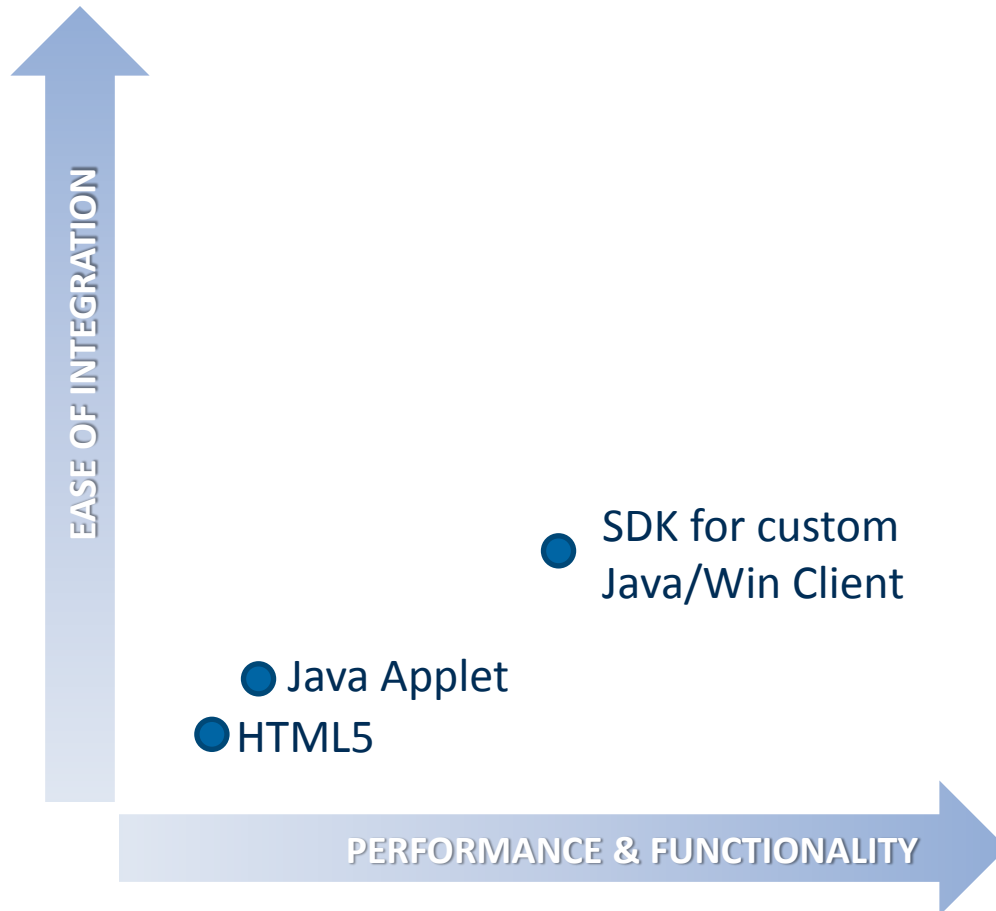 EASE OF INTEGRATION
SDK for custom
Java/Win Client
Java Applet
HTML5
PERFORMANCE & FUNCTIONALITY